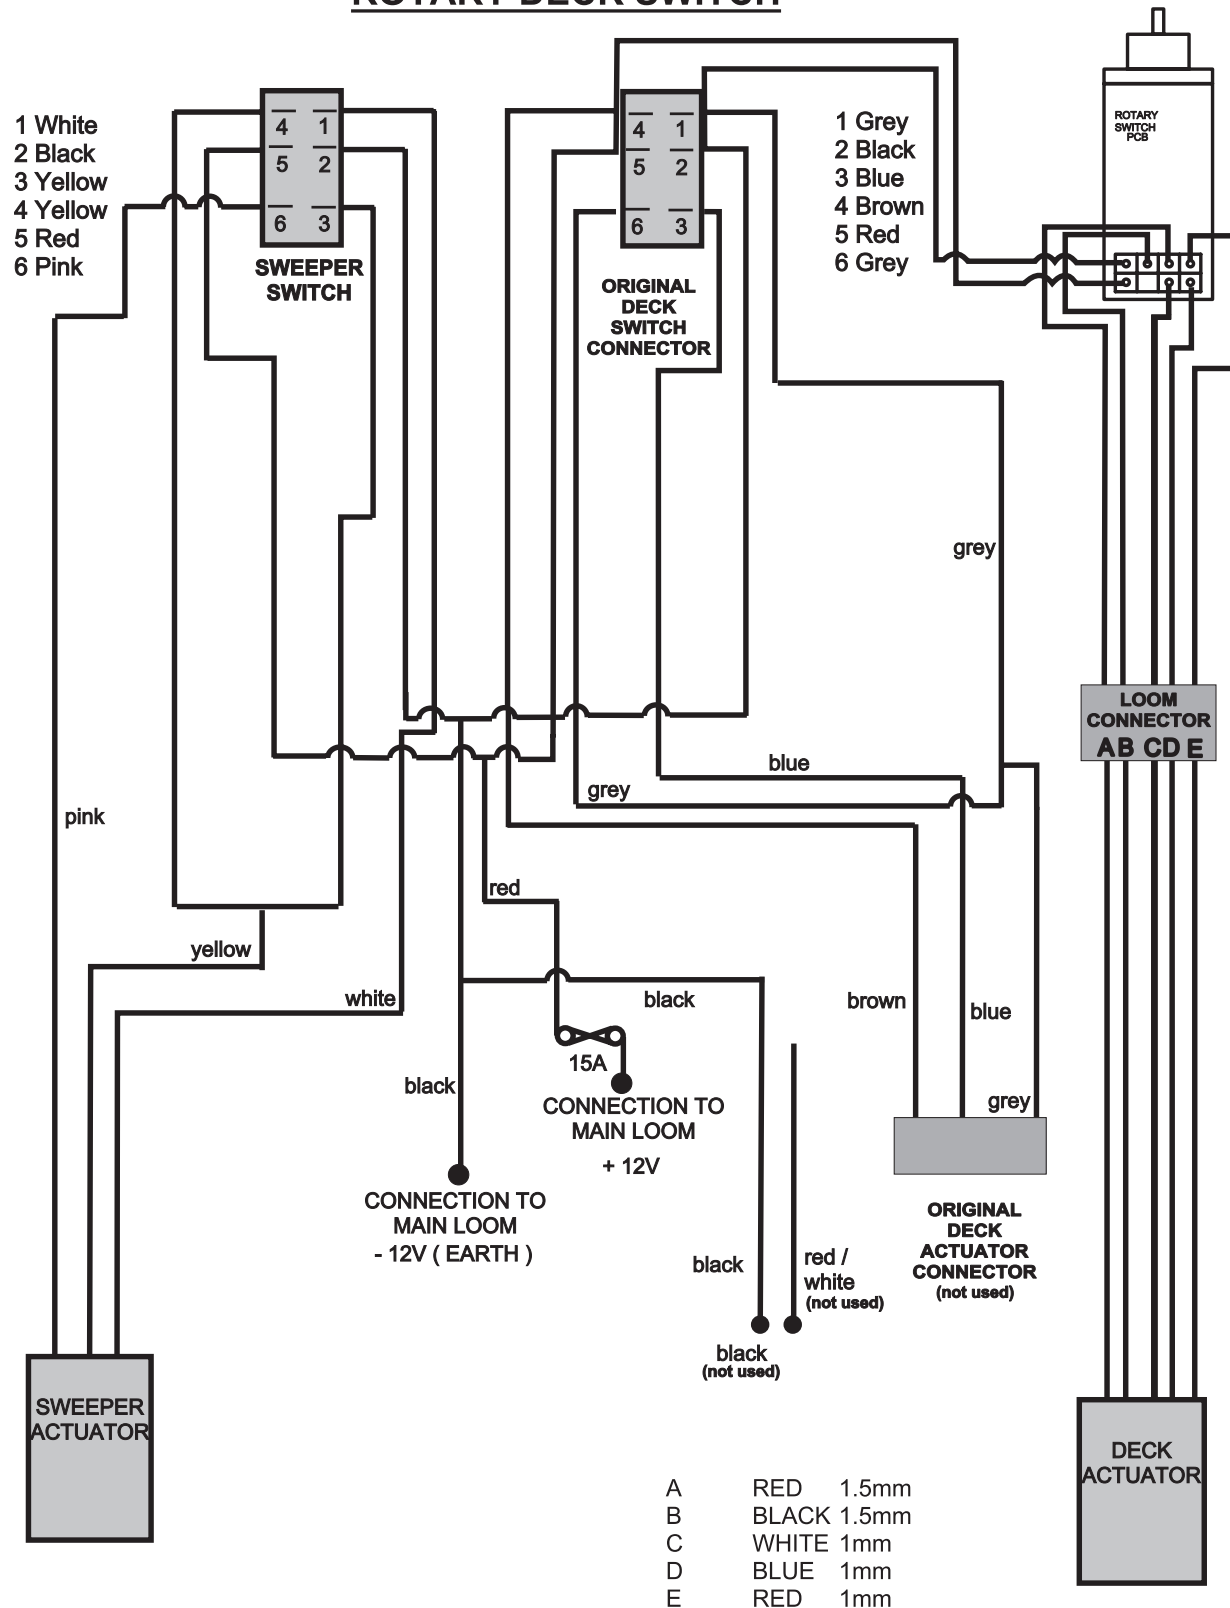 ROTARY DECK SWITCH
1 White
2 Black
3 Yellow
4 Yellow
5 Red
6 Pink
4 1
5 2
6 3
SWEEPER
SWITCH
4 1
5 2
6 3
ORIGINAL
DECK
SWITCH
CONNECTOR
1 Grey
2 Black
3 Blue
4 Brown
5 Red
6 Grey
ROTARY
SWITCH
PCB
grey
LOOM
CONNECTOR
A B C D E
blue
grey
pink
red
yellow
white
black
brown
blue
15A
black
grey
CONNECTION TO
MAIN LOOM
+ 12V
CONNECTION TO
MAIN LOOM
- 12V ( EARTH )
black
red /
white
(not used)
black
(not used)
ORIGINAL
DECK
ACTUATOR
CONNECTOR
(not used)
SWEEPER
ACTUATOR
DECK
ACTUATOR
A RED 1.5mm
B BLACK 1.5mm
C WHITE 1mm
D BLUE 1mm
E RED 1mm